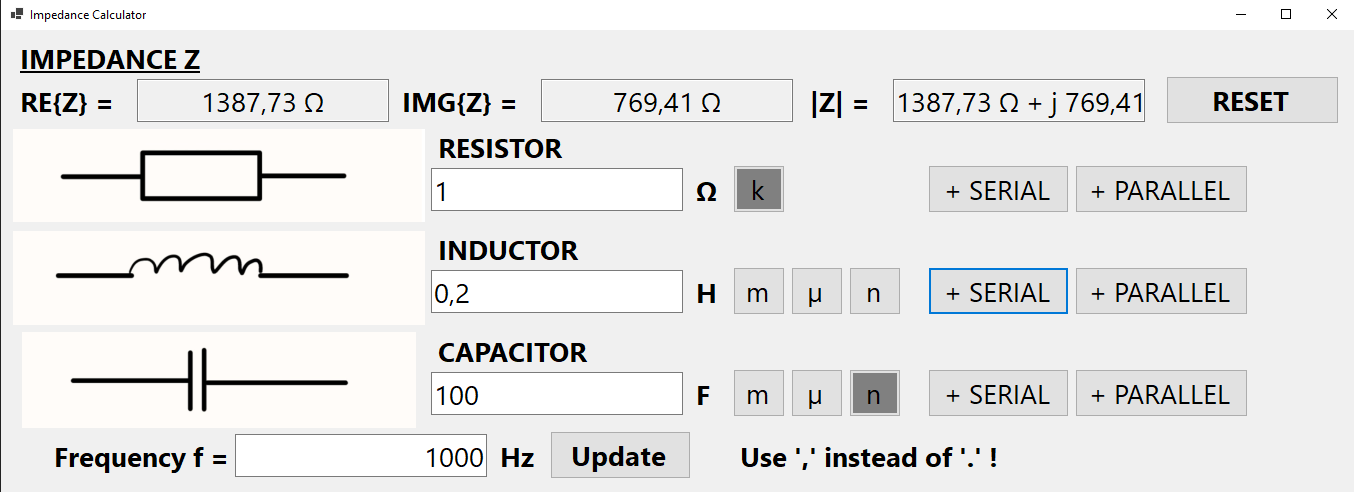 Impedance Calculator
IMPEDANCE Z
RE{Z} = 1387,73 Ω IMG{Z} = 769,41 Ω |Z| = 1387,73 Ω + j 769,41 RESET
RESISTOR
1 Ω k + SERIAL + PARALLEL
INDUCTOR
0,2 H m µ n + SERIAL + PARALLEL
CAPACITOR
100 F m µ n + SERIAL + PARALLEL
Frequency f = 1000 Hz Update Use ',' instead of '.' !